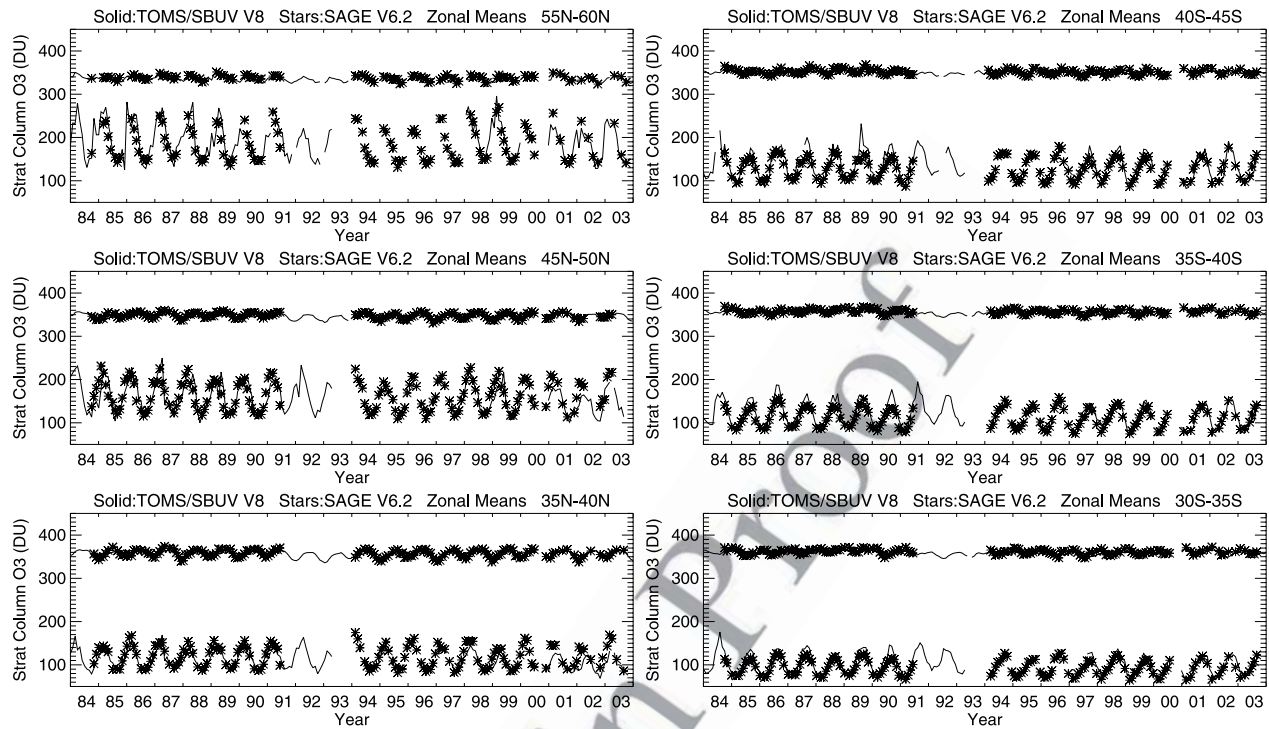 Solid:TOMS/SBUV V8 Stars:SAGE V6.2 Zonal Means 55N-60N
Strat Column O3 (DU)
400
300
200
100
84 85 86 87 88 89 90 91 92 93 94 95 96 97 98 99 00 01 02 03
Year
Solid:TOMS/SBUV V8 Stars:SAGE V6.2 Zonal Means 40S-45S
Strat Column O3 (DU)
400
300
200
100
84 85 86 87 88 89 90 91 92 93 94 95 96 97 98 99 00 01 02 03
Year
Solid:TOMS/SBUV V8 Stars:SAGE V6.2 Zonal Means 45N-50N
Strat Column O3 (DU)
400
300
200
100
84 85 86 87 88 89 90 91 92 93 94 95 96 97 98 99 00 01 02 03
Year
Solid:TOMS/SBUV V8 Stars:SAGE V6.2 Zonal Means 35S-40S
Strat Column O3 (DU)
400
300
200
100
84 85 86 87 88 89 90 91 92 93 94 95 96 97 98 99 00 01 02 03
Year
Solid:TOMS/SBUV V8 Stars:SAGE V6.2 Zonal Means 35N-40N
Strat Column O3 (DU)
400
300
200
100
84 85 86 87 88 89 90 91 92 93 94 95 96 97 98 99 00 01 02 03
Year
Solid:TOMS/SBUV V8 Stars:SAGE V6.2 Zonal Means 30S-35S
Strat Column O3 (DU)
400
300
200
100
84 85 86 87 88 89 90 91 92 93 94 95 96 97 98 99 00 01 02 03
Year
in Proof